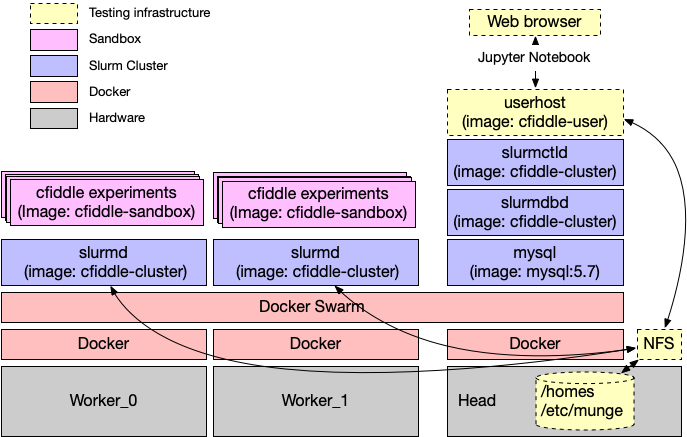 Testing infrastructure
Sandbox
Slurm Cluster
Docker
Hardware
Web browser
Jupyter Notebook
userhost
(image: cfiddle-user)
slurmctld
(image: cfiddle-cluster)
slurmdbd
(image: cfiddle-cluster)
mysql
(image: mysql:5.7)
cfiddle experiments
(Image: cfiddle-sandbox)
cfiddle experiments
(Image: cfiddle-sandbox)
slurmd
(image: cfiddle-cluster)
slurmd
(image: cfiddle-cluster)
Docker Swarm
Docker
Docker
Docker
NFS
Worker_0
Worker_1
Head
/homes
/etc/munge